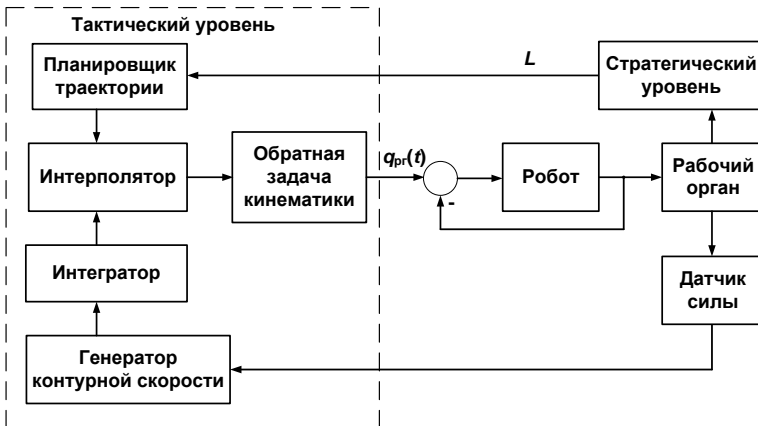 Тактический уровень
Планировщик
траектории
L
Стратегический
уровень
Интерполятор
Обратная
задача
кинематики
qрг(t)
-
Робот
Рабочий
орган
Интегратор
Датчик
силы
Генератор
контурной скорости